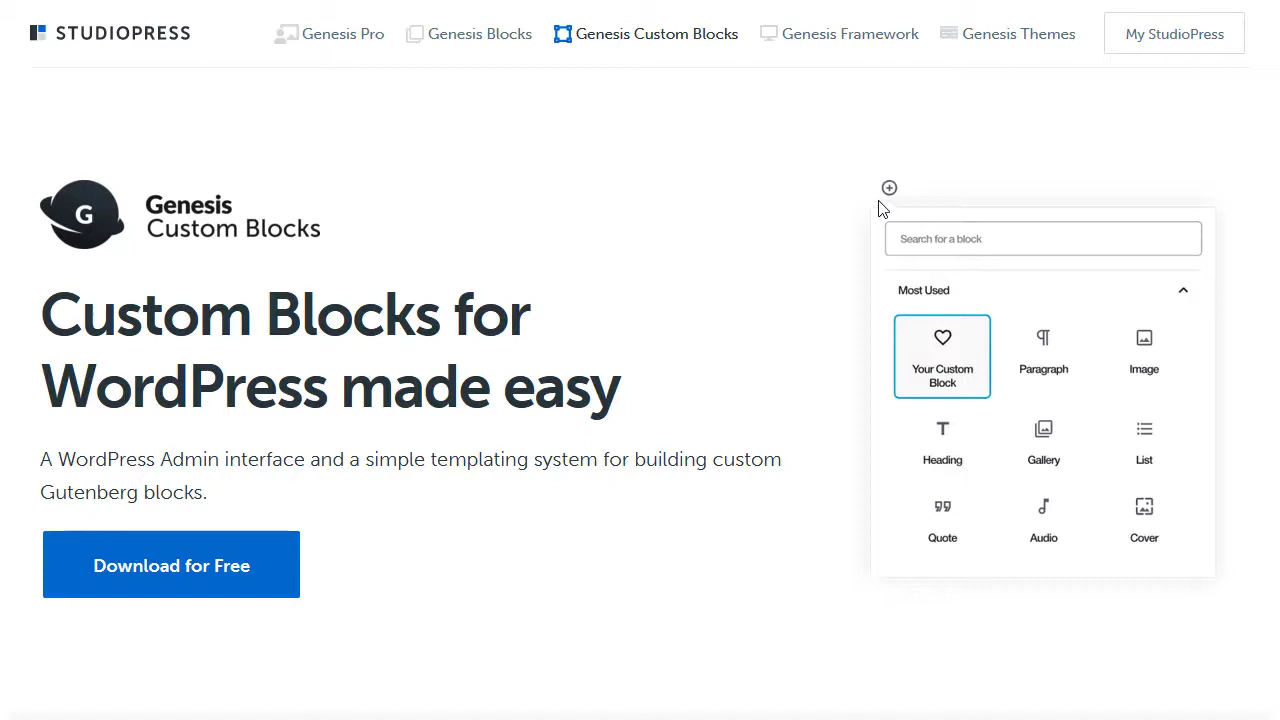 STUDIOPRESS
Genesis Pro
Genesis Blocks
Genesis Custom Blocks
Genesis Framework
Genesis Themes
My StudioPress
G
Genesis
Custom Blocks
Custom Blocks for
WordPress made easy
A WordPress Admin interface and a simple templating system for building custom
Gutenberg blocks.
Download for Free
Search for a block
Most Used
Your Custom
Block
Paragraph
Image
Heading
Gallery
List
Quote
Audio
Cover